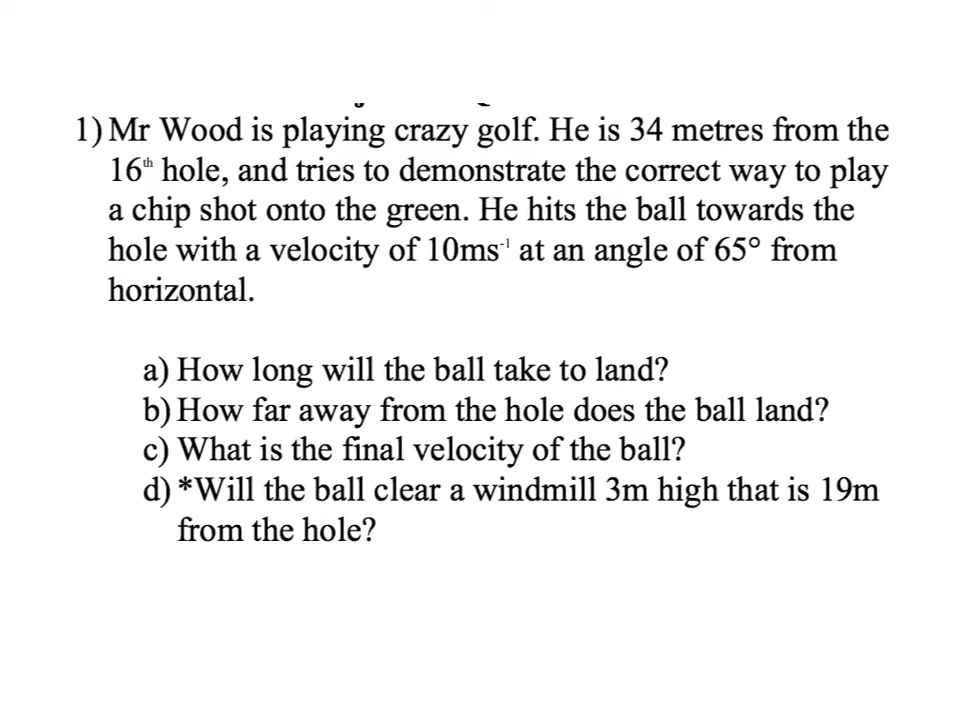 1) Mr Wood is playing crazy golf. He is 34 metres from the
16th hole, and tries to demonstrate the correct way to play
a chip shot onto the green. He hits the ball towards the
hole with a velocity of 10ms-1 at an angle of 65° from
horizontal.
a) How long will the ball take to land?
b) How far away from the hole does the ball land?
c) What is the final velocity of the ball?
d) *Will the ball clear a windmill 3m high that is 19m
from the hole?